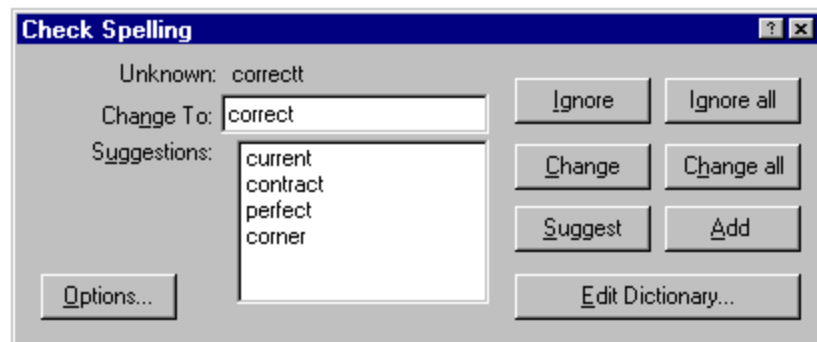 Check Spelling
Unknown: correctt
Change To: correct
Suggestions:
current
contract
perfect
corner
Ignore
Ignore all
Change
Change all
Suggest
Add
Options...
Edit Dictionary...